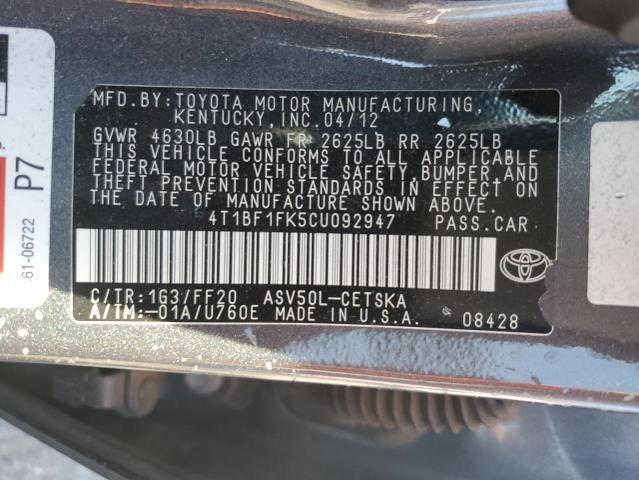 MFD.BY: TOYOTA MOTOR MANUFACTURING,
KENTUCKY, INC. 04/12
GVWR 4630LB GAWR FR 2625LB RR 2625LB
THIS VEHICLE CONFORMS TO ALL APPLICABLE
FEDERAL MOTOR VEHICLE SAFETY, BUMPER, AND
THEFT PREVENTION STANDARDS IN EFFECT ON
THE DATE OF MANUFACTURE SHOWN ABOVE.
4T1BF1FK5CU092947 PASS.CAR
C/TR: 1G3/FF20 ASV50L-CETSKA
A/TM: -01A/U760E MADE IN U.S.A. 08428
P7
61-06722